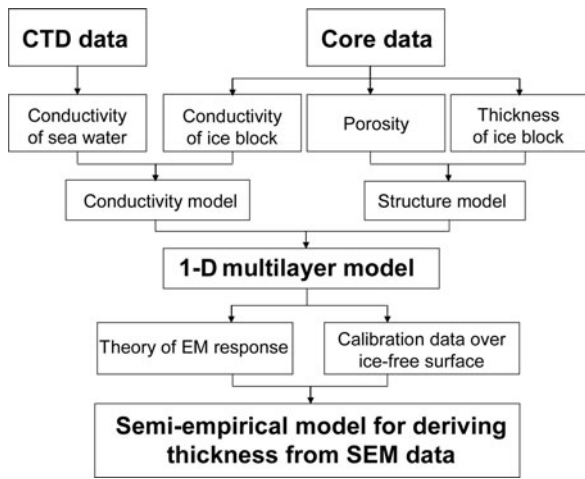 CTD data
Core data
Conductivity
of sea water
Conductivity
of ice block
Porosity
Thickness
of ice block
Conductivity model
Structure model
1-D multilayer model
Theory of EM response
Calibration data over
ice-free surface
Semi-empirical model for deriving
thickness from SEM data